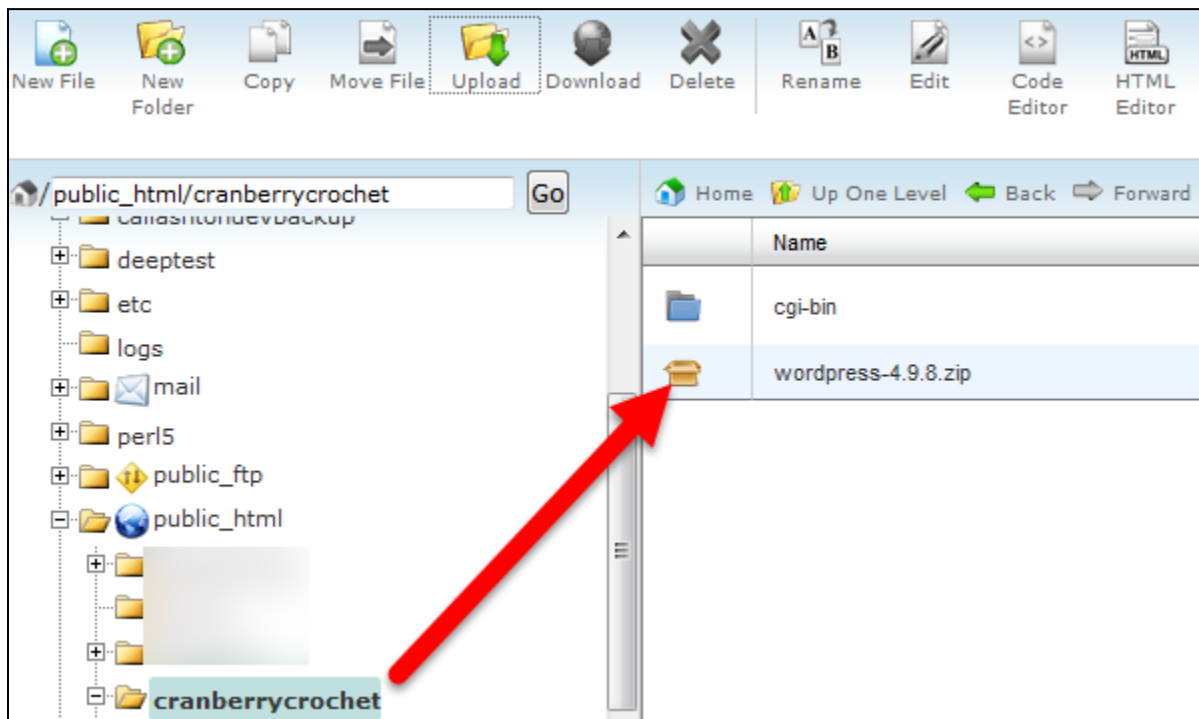 New File
New Folder
Copy
Move File
Upload
Download
Delete
A B
Rename
Edit
<>
Code Editor
HTML
HTML Editor
/ public_html/cranberrycrochet
Go
Home
Up One Level
Back
Forward
deeptest
etc
logs
mail
perl5
public_ftp
public_html
cranberrycrochet
Name
cgi-bin
wordpress-4.9.8.zip